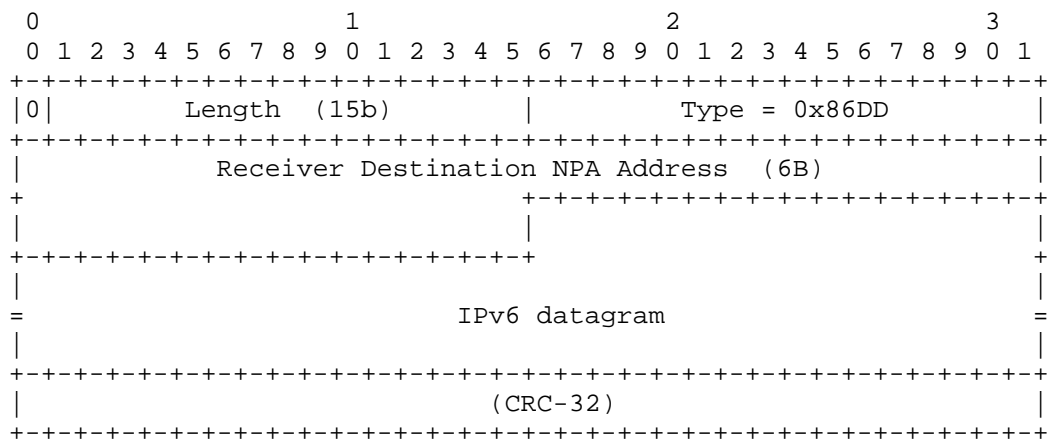 0                   1                   2                   3
 0 1 2 3 4 5 6 7 8 9 0 1 2 3 4 5 6 7 8 9 0 1 2 3 4 5 6 7 8 9 0 1
+-+-+-+-+-+-+-+-+-+-+-+-+-+-+-+-+-+-+-+-+-+-+-+-+-+-+-+-+-+-+-+-+
|0|        Length  (15b)        |         Type = 0x86DD         |
+-+-+-+-+-+-+-+-+-+-+-+-+-+-+-+-+-+-+-+-+-+-+-+-+-+-+-+-+-+-+-+-+
|            Receiver Destination NPA Address  (6B)             |
+                               +-+-+-+-+-+-+-+-+-+-+-+-+-+-+-+-+
|                               |                               |
+-+-+-+-+-+-+-+-+-+-+-+-+-+-+-+-+                               +
|                                                               |
=                           IPv6 datagram                       =
|                                                               |
+-+-+-+-+-+-+-+-+-+-+-+-+-+-+-+-+-+-+-+-+-+-+-+-+-+-+-+-+-+-+-+-+
|                             (CRC-32)                          |
+-+-+-+-+-+-+-+-+-+-+-+-+-+-+-+-+-+-+-+-+-+-+-+-+-+-+-+-+-+-+-+-+